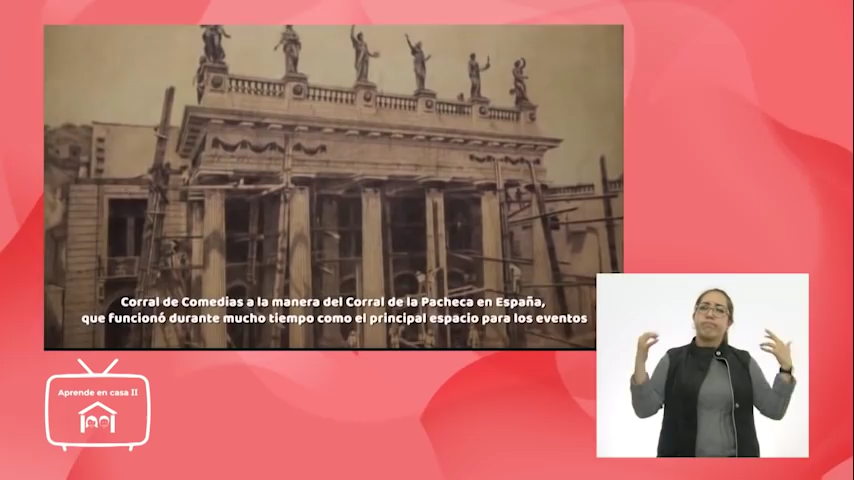 Corral de Comedias a la manera del Corral de la Pacheca en España,
que funcionó durante mucho tiempo como el principal espacio para los eventos
Aprende en casa II